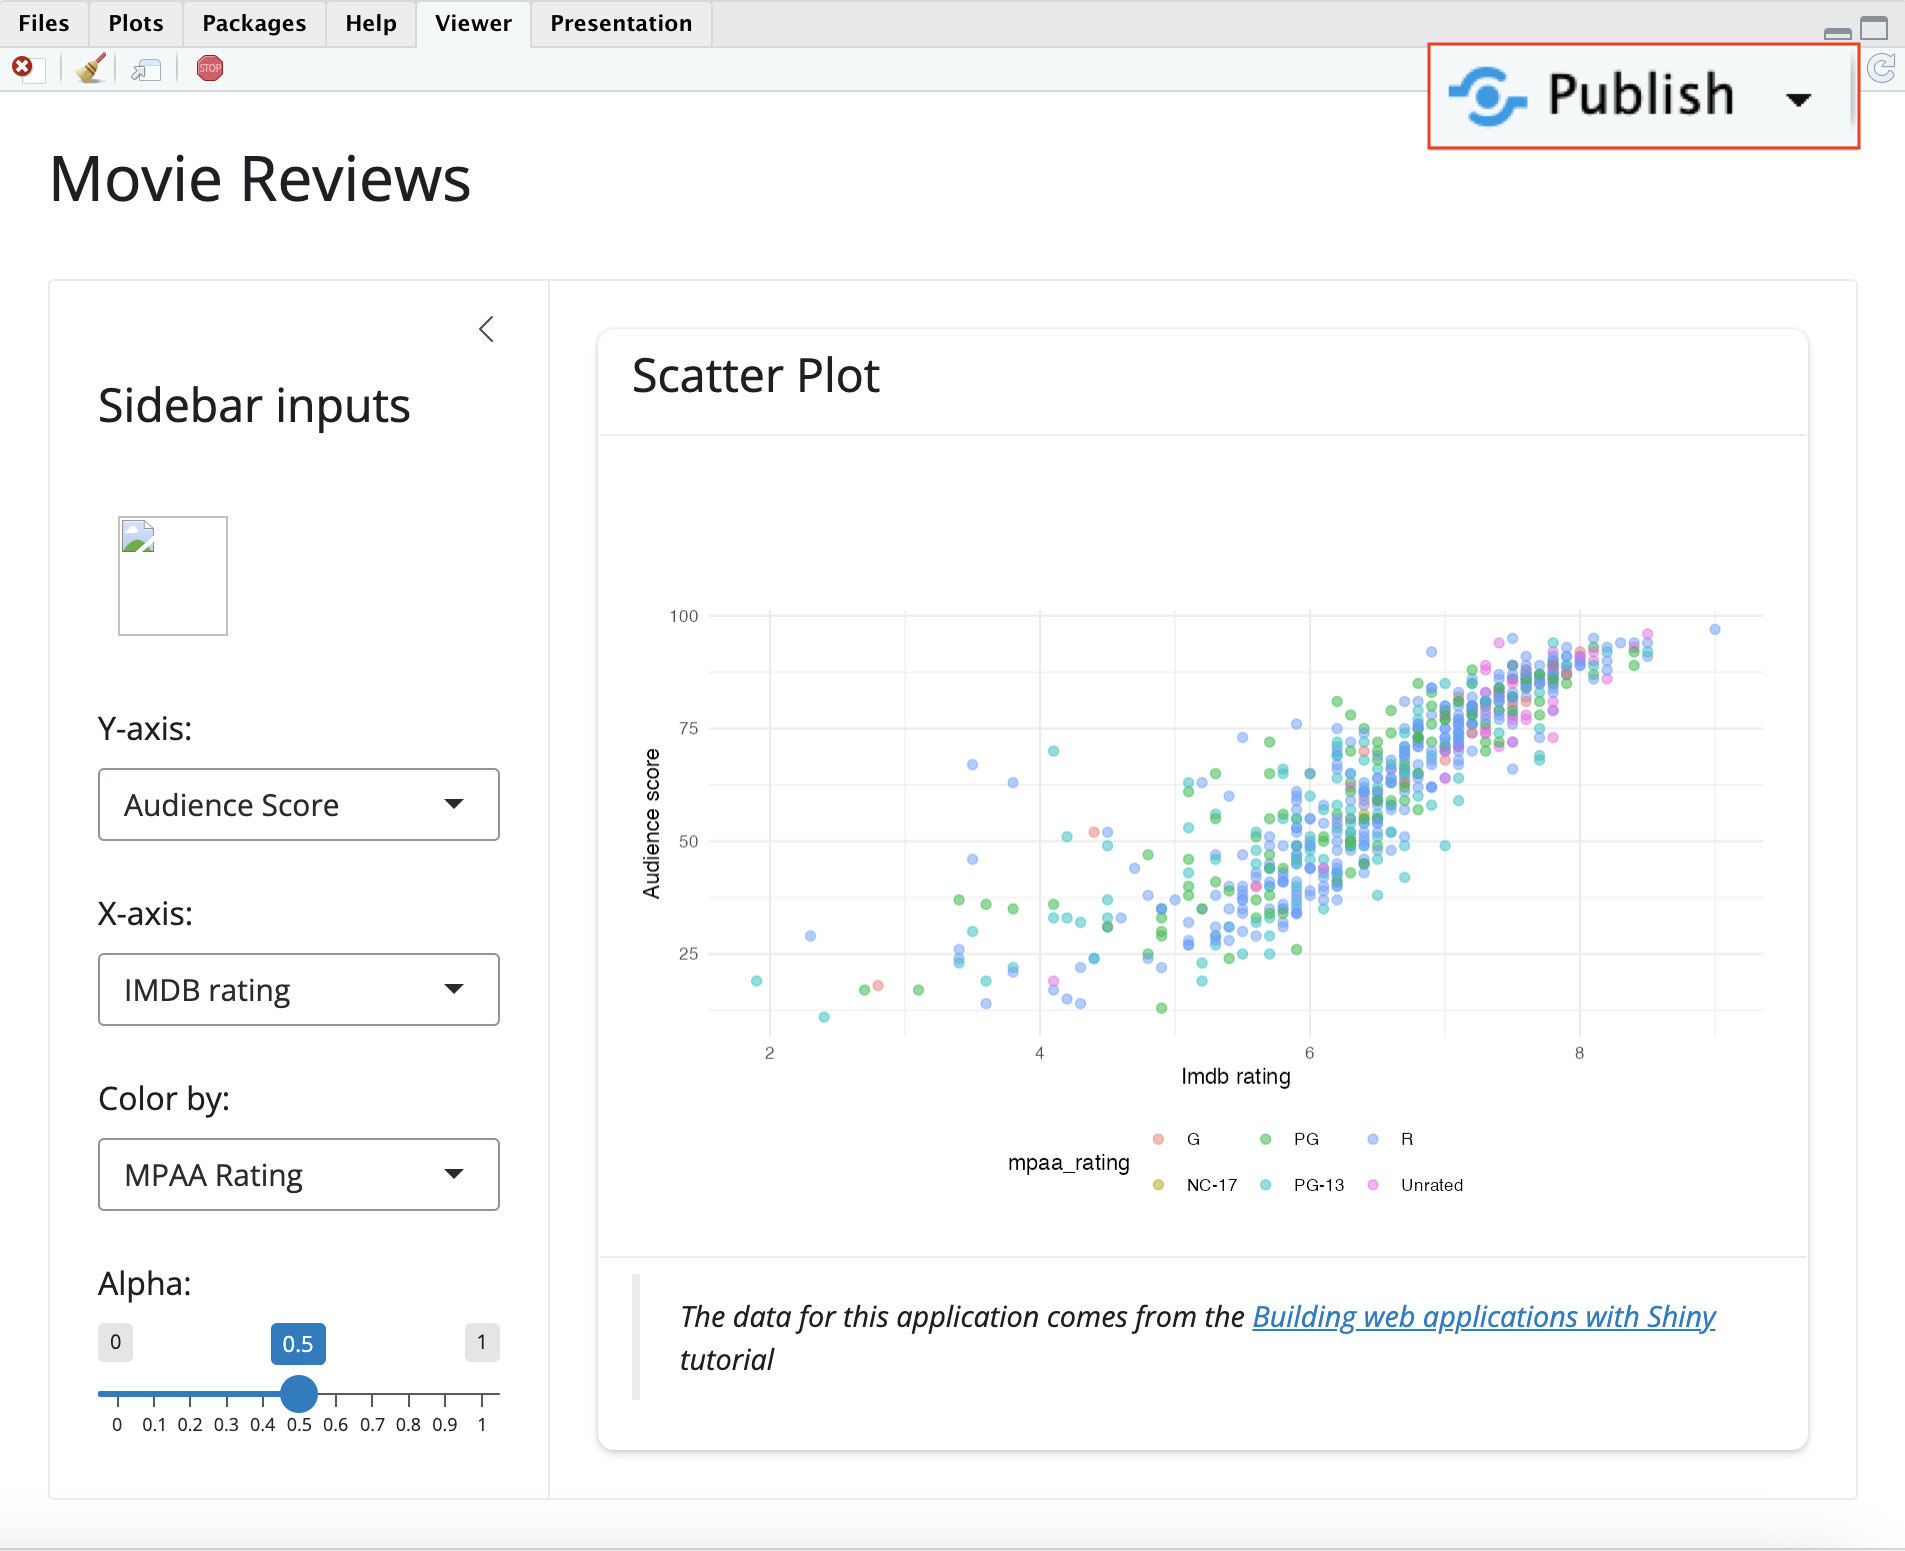 Files Plots Packages Help Viewer Presentation
STOP
Publish
Movie Reviews
Sidebar inputs
Y-axis:
Audience Score
X-axis:
IMDB rating
Color by:
MPAA Rating
Alpha:
0 0.5 1
0 0.1 0.2 0.3 0.4 0.5 0.6 0.7 0.8 0.9 1
Scatter Plot
Audience score
100
75
50
25
2 4 6 8
Imdb rating
mpaa_rating
G PG R
NC-17 PG-13 Unrated
The data for this application comes from the Building web applications with Shiny
tutorial